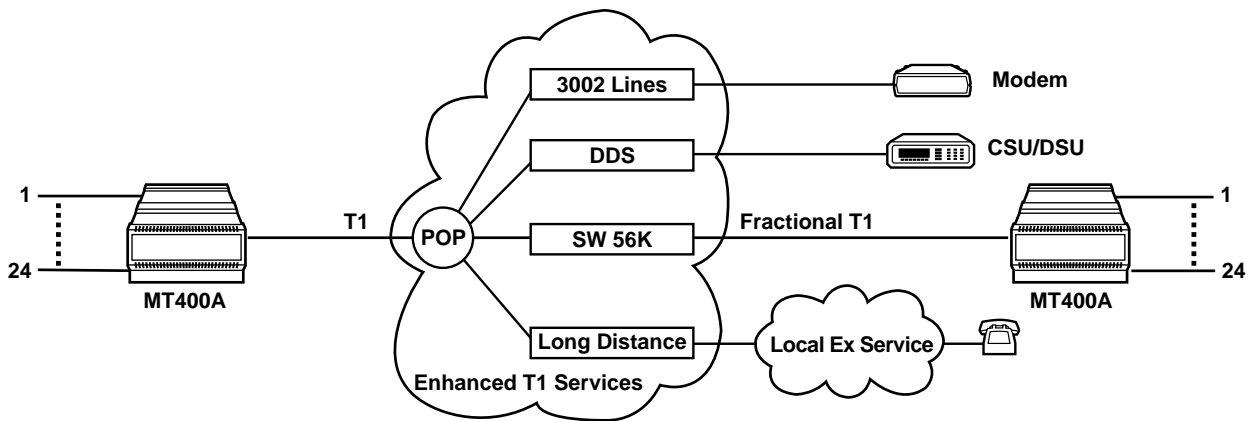 3002 Lines
Modem
DDS
CSU/DSU
1
T1
POP
SW 56K
Fractional T1
1
24
MT400A
24
MT400A
Long Distance
Local Ex Service
Enhanced T1 Services